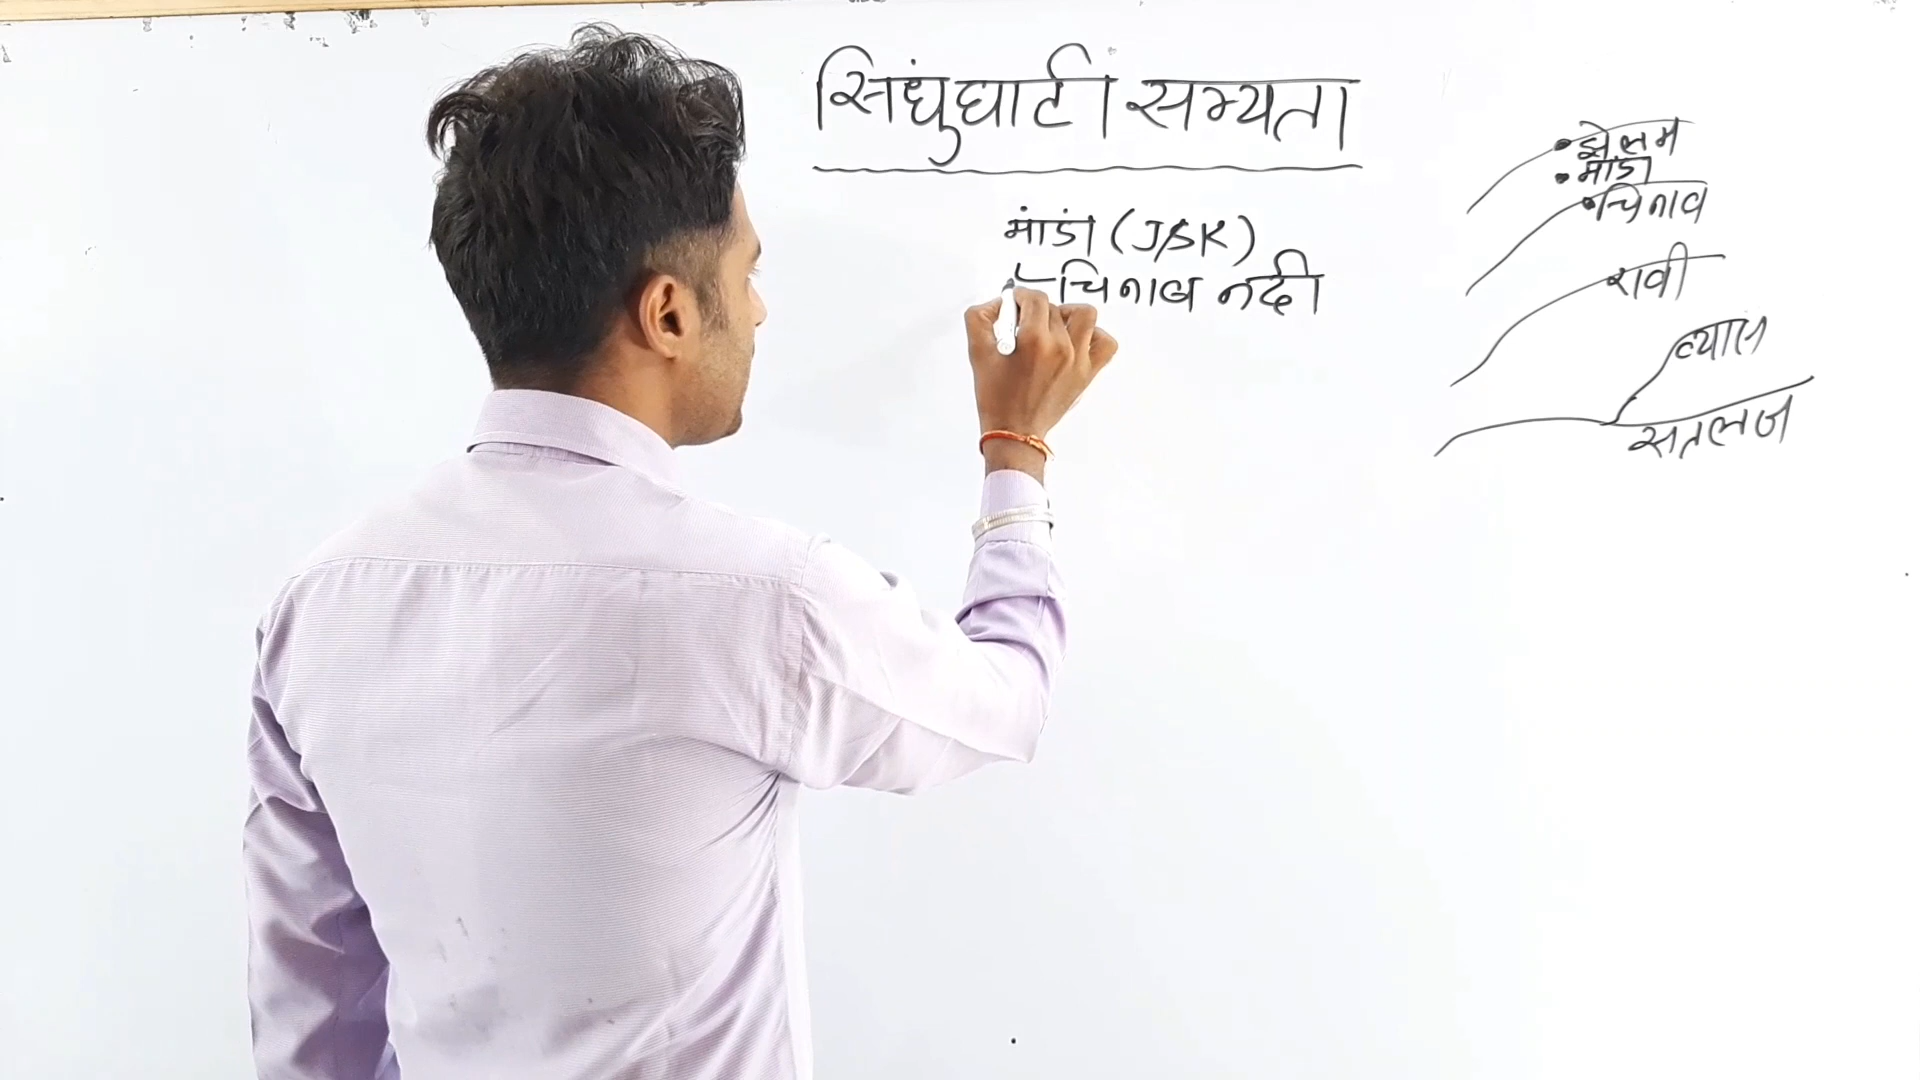 सिंधुघाटी सभ्यता
मांडां (J&K)
चिनाब नदी
झेलम
मांडा
चिनाव
रावी
व्यास
सतलज